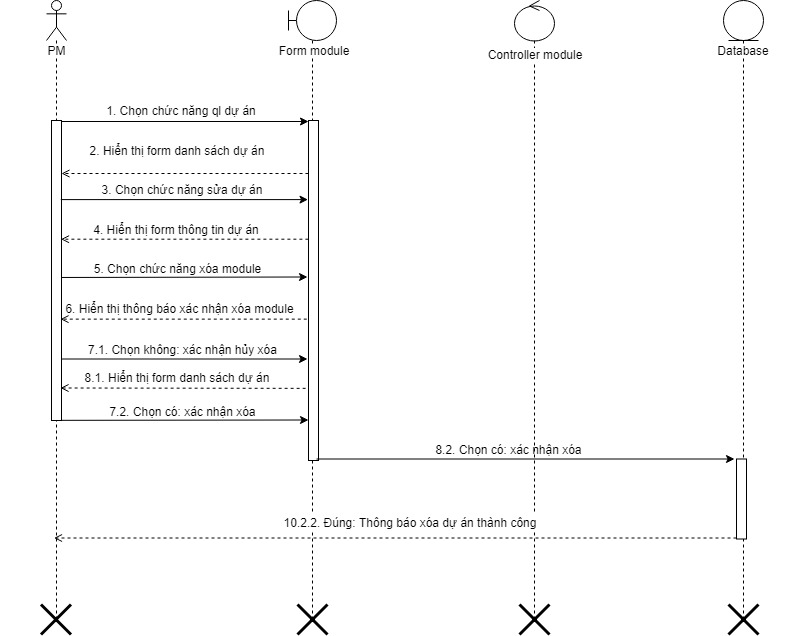 PM
Form module
Controller module
Database
1. Chọn chức năng ql dự án
2. Hiển thị form danh sách dự án
3. Chọn chức năng sửa dự án
4. Hiển thị form thông tin dự án
5. Chọn chức năng xóa module
6. Hiển thị thông báo xác nhận xóa module
7.1. Chọn không: xác nhận hủy xóa
8.1. Hiển thị form danh sách dự án
7.2. Chọn có: xác nhận xóa
8.2. Chọn có: xác nhận xóa
10.2.2. Đúng: Thông báo xóa dự án thành công